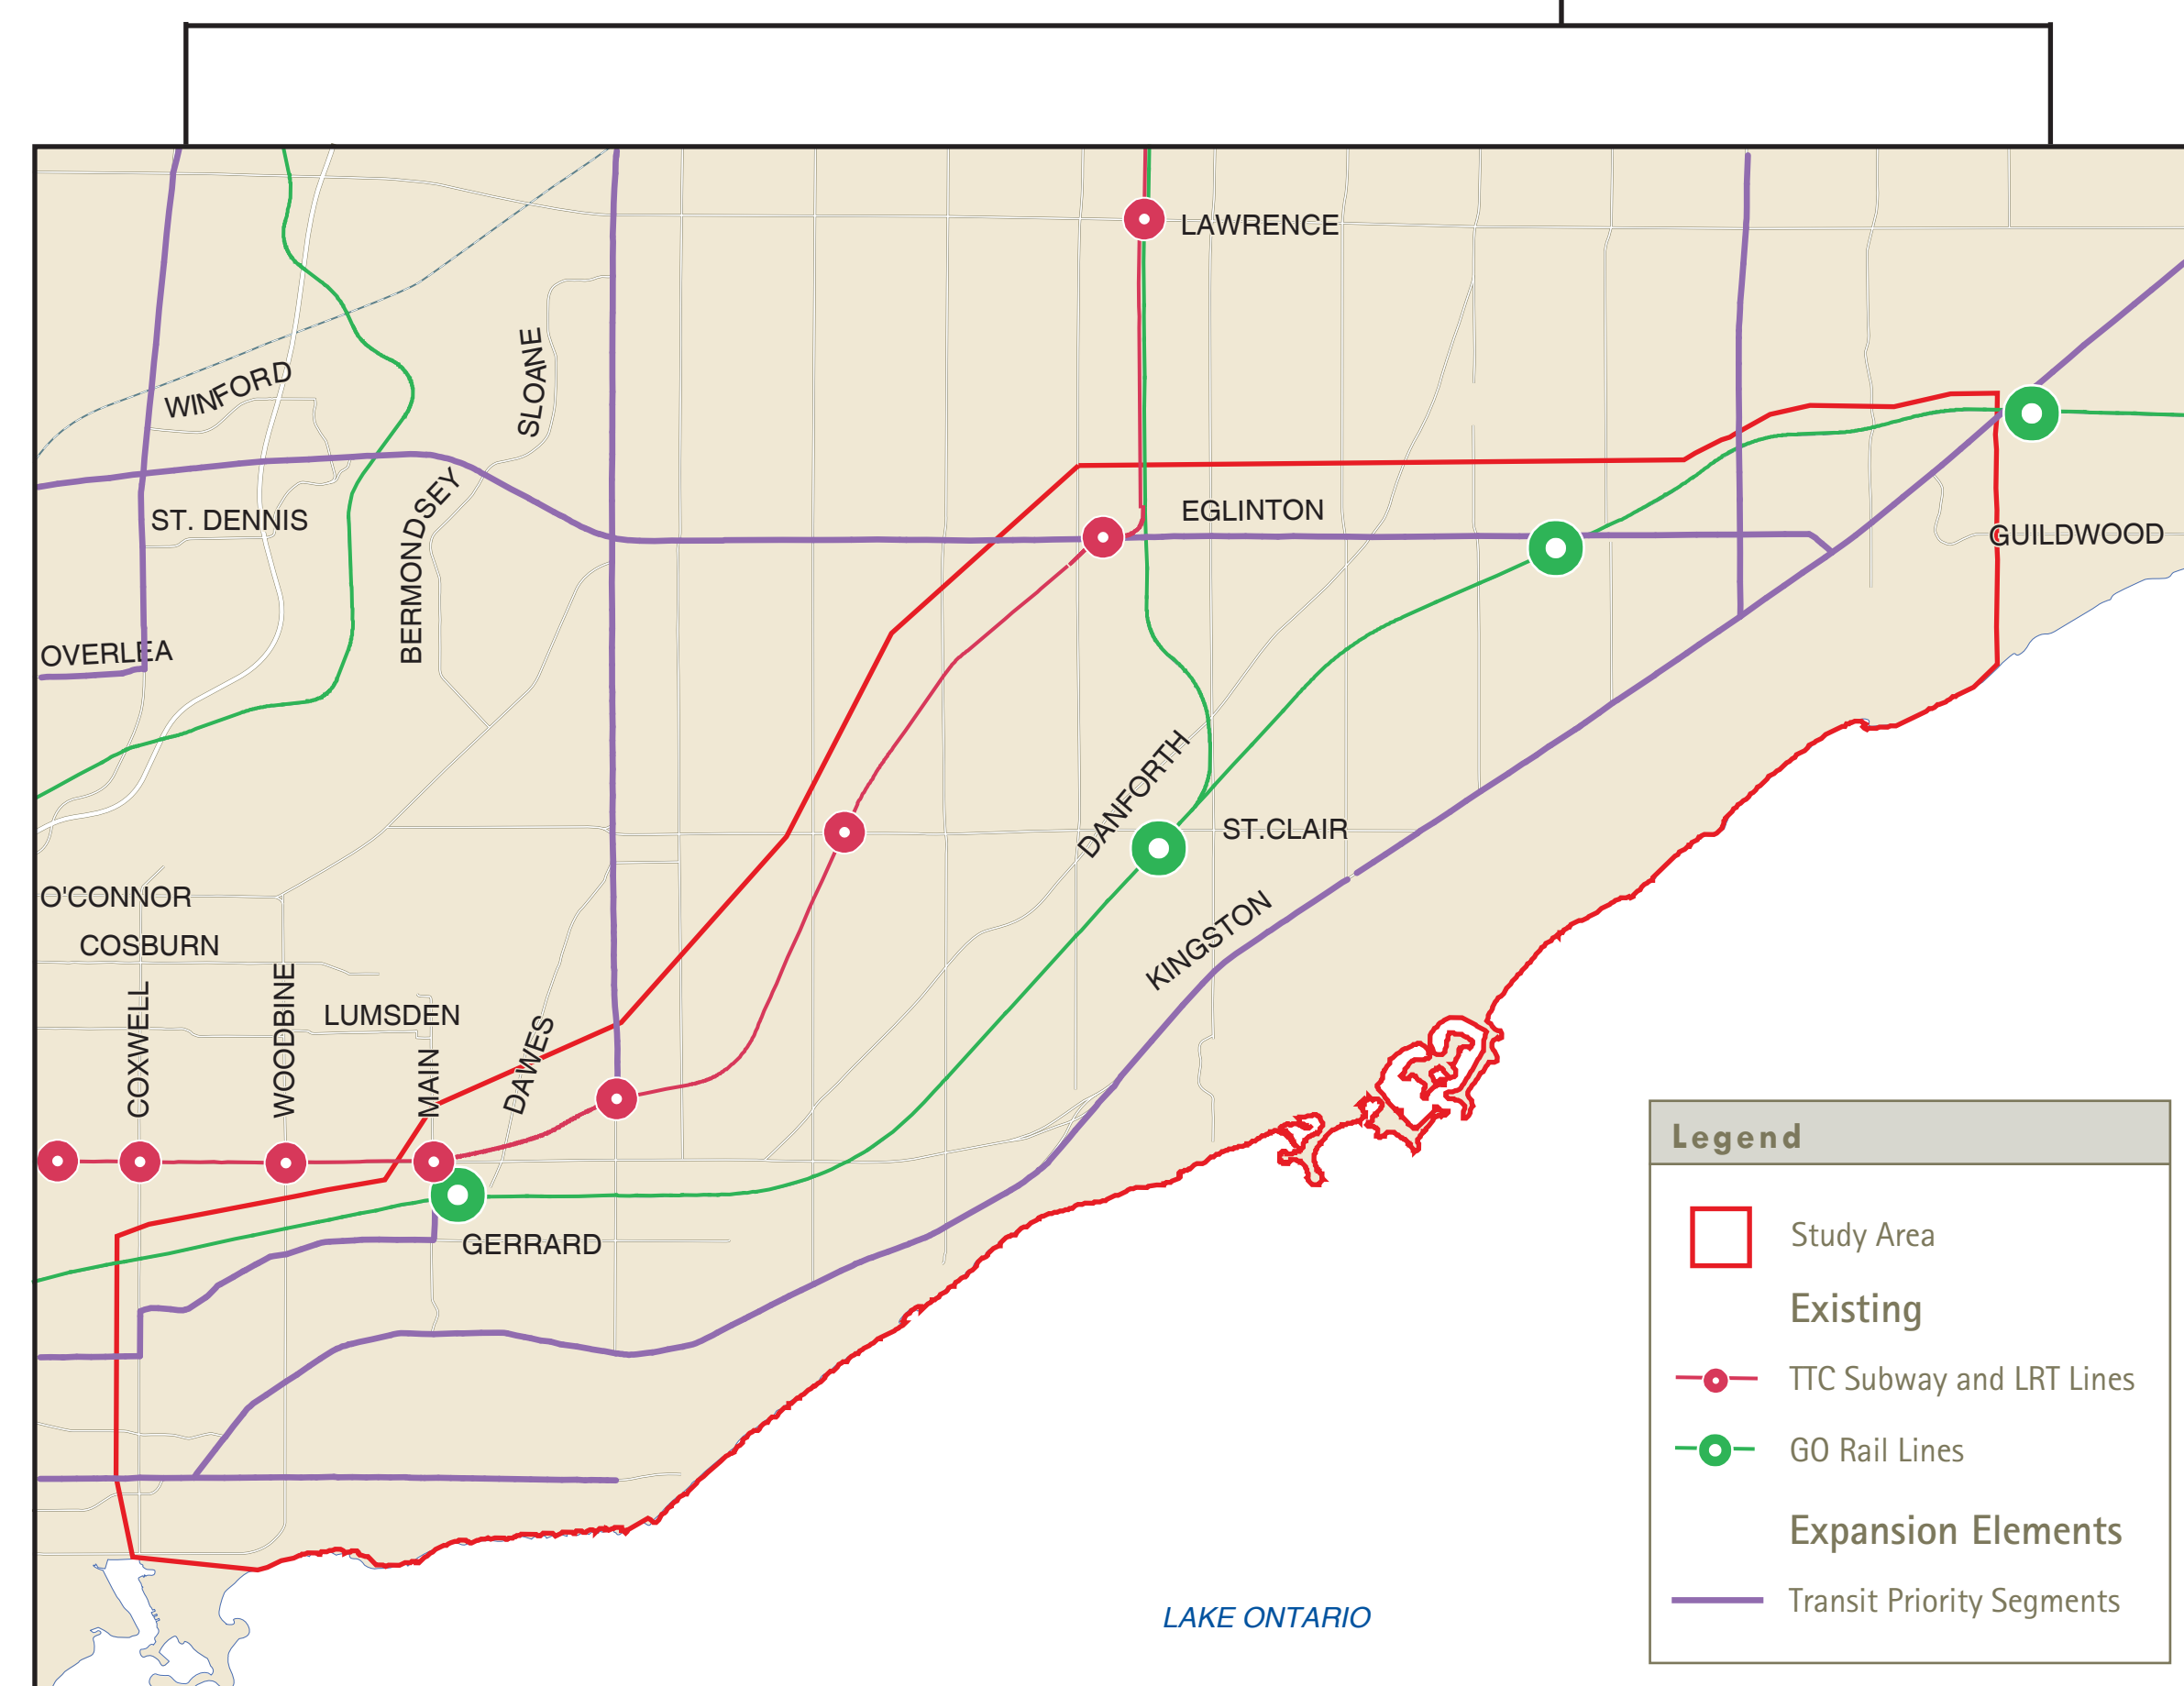 LAWRENCE
WINFORD
SLOANE
EGLINTON
ST. DENNIS
BERMONDSEY
GUILDWOOD
OVERLEA
DANFORTH
ST.CLAIR
O'CONNOR
COSBURN
KINGSTON
COXWELL
WOODBINE
LUMSDEN
MAIN
DAWES
GERRARD
LAKE ONTARIO
Legend
Study Area
Existing
TTC Subway and LRT Lines
GO Rail Lines
Expansion Elements
Transit Priority Segments